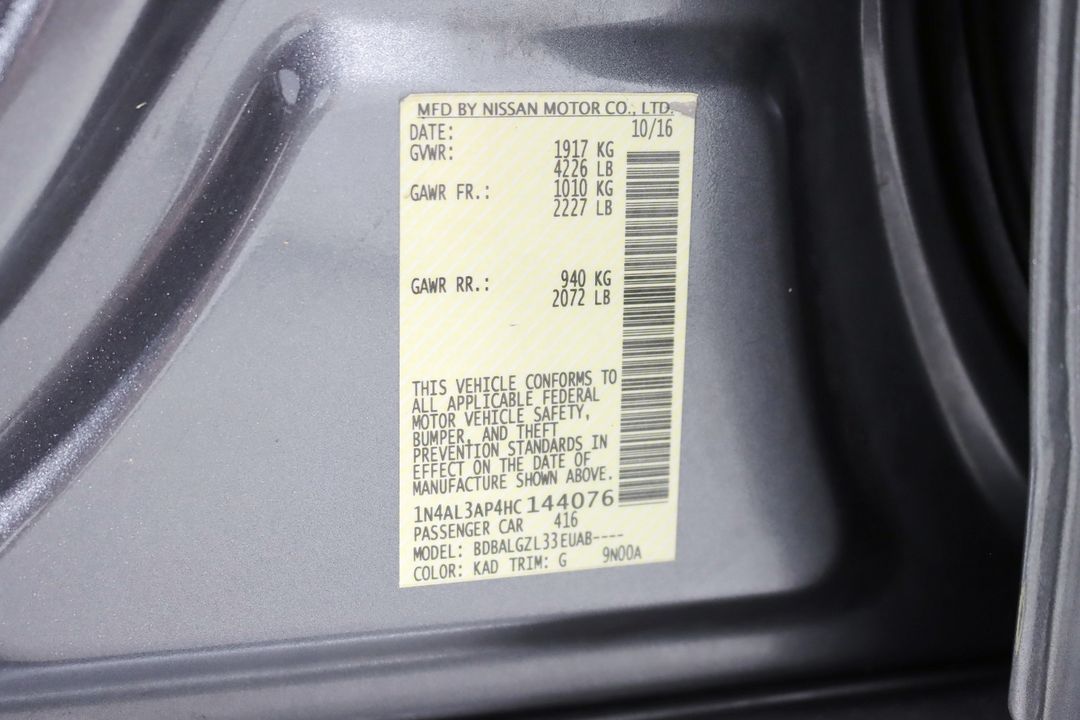 MFD BY NISSAN MOTOR CO., LTD.
DATE: 10/16
GVWR: 1917 KG
4226 LB
GAWR FR.: 1010 KG
2227 LB
GAWR RR.: 940 KG
2072 LB
THIS VEHICLE CONFORMS TO
ALL APPLICABLE FEDERAL
MOTOR VEHICLE SAFETY,
BUMPER, AND THEFT
PREVENTION STANDARDS IN
EFFECT ON THE DATE OF
MANUFACTURE SHOWN ABOVE.
1N4AL3AP4HC144076
PASSENGER CAR 416
MODEL: BDBALGZL33EUAB----
COLOR: KAD TRIM: G 9N00A